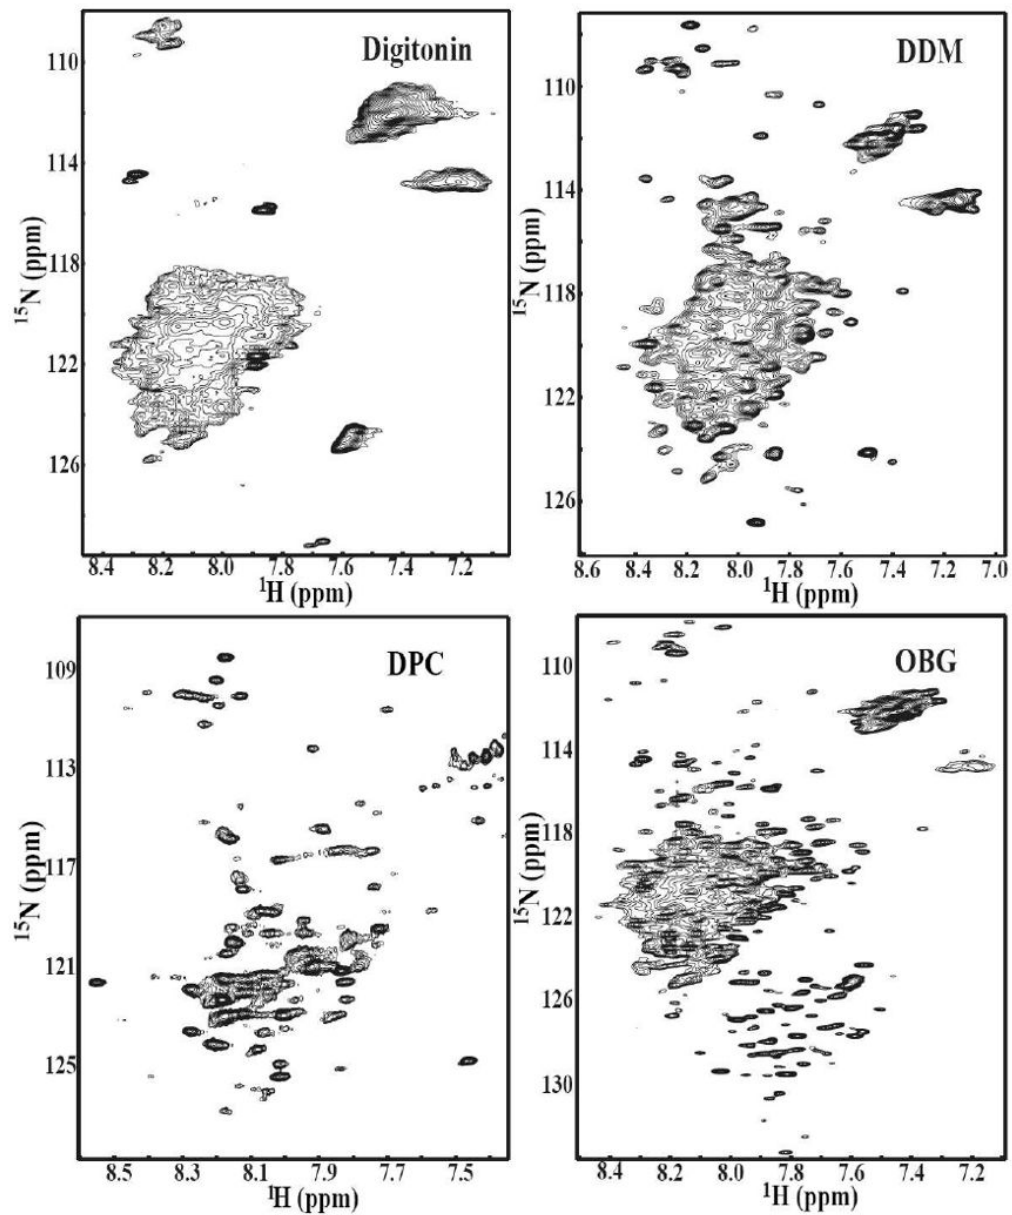 Digitonin
110
114
118
122
126
¹⁵N (ppm)
8.4 8.2 8.0 7.8 7.6 7.4 7.2
¹H (ppm)
DDM
110
114
118
122
126
¹⁵N (ppm)
8.6 8.4 8.2 8.0 7.8 7.6 7.4 7.2 7.0
¹H (ppm)
DPC
109
113
117
121
125
¹⁵N (ppm)
8.5 8.3 8.1 7.9 7.7 7.5
¹H (ppm)
OBG
110
114
118
122
126
130
¹⁵N (ppm)
8.4 8.2 8.0 7.8 7.6 7.4 7.2
¹H (ppm)